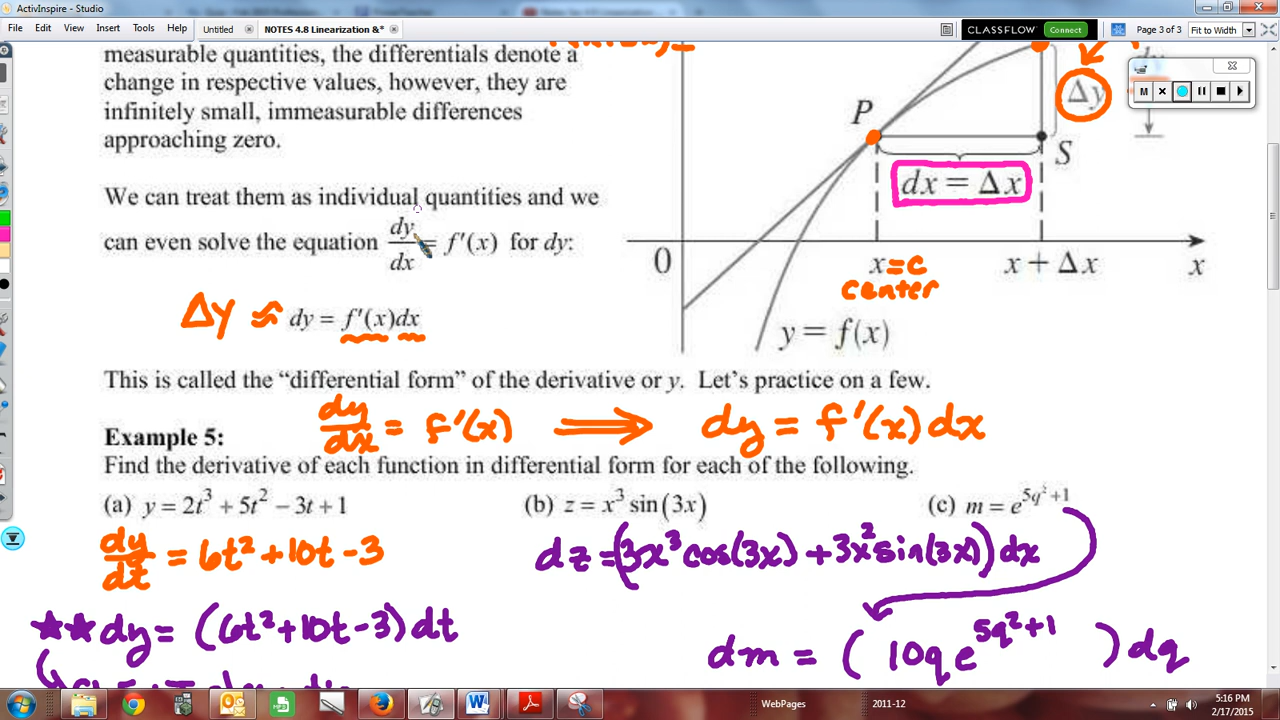 ActivInspire - Studio
File Edit View Insert Tools Help Untitled NOTES 4.8 Linearization &* CLASSFLOW Connect Page 3 of 3 Fit to Width
measurable quantities, the differentials denote a
change in respective values, however, they are
infinitely small, immeasurable differences
approaching zero.
We can treat them as individual quantities and we
can even solve the equation dy/dx = f'(x) for dy:
Δy ≈ dy = f'(x)dx
P
Δy
S
dx = Δx
0 x=c x + Δx x
center
y = f(x)
This is called the “differential form” of the derivative or y. Let’s practice on a few.
dy/dx = f'(x) ⟹ dy = f'(x)dx
Example 5:
Find the derivative of each function in differential form for each of the following.
(a) y = 2t³ + 5t² − 3t + 1 (b) z = x³ sin(3x) (c) m = e^(5q²+1)
dy/dt = 6t² + 10t - 3
dz = (3x³cos(3x) + 3x²sin(3x))dx
★★dy = (6t²+10t-3)dt
dm = ( 10qe^(5q²+1) )dq
WebPages 2011-12 5:16 PM
2/17/2015